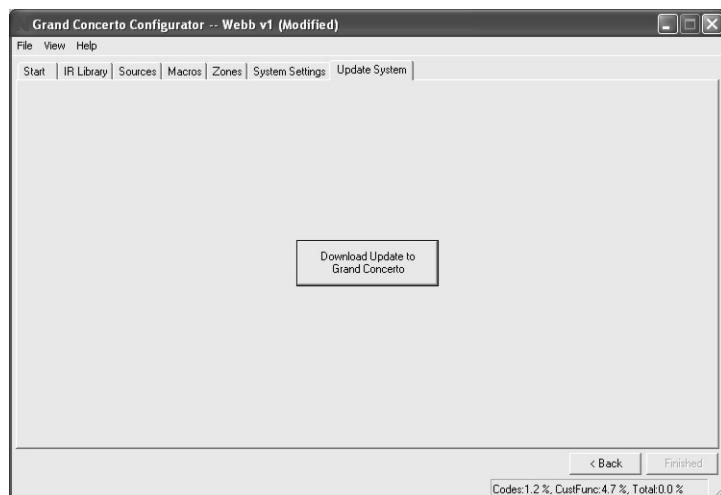 Grand Concerto Configurator -- Webb v1 (Modified)
File View Help
Start IR Library Sources Macros Zones System Settings Update System
Download Update to
Grand Concerto
< Back Finished
Codes:1.2 %, CustFunc:4.7 %, Total:0.0 %